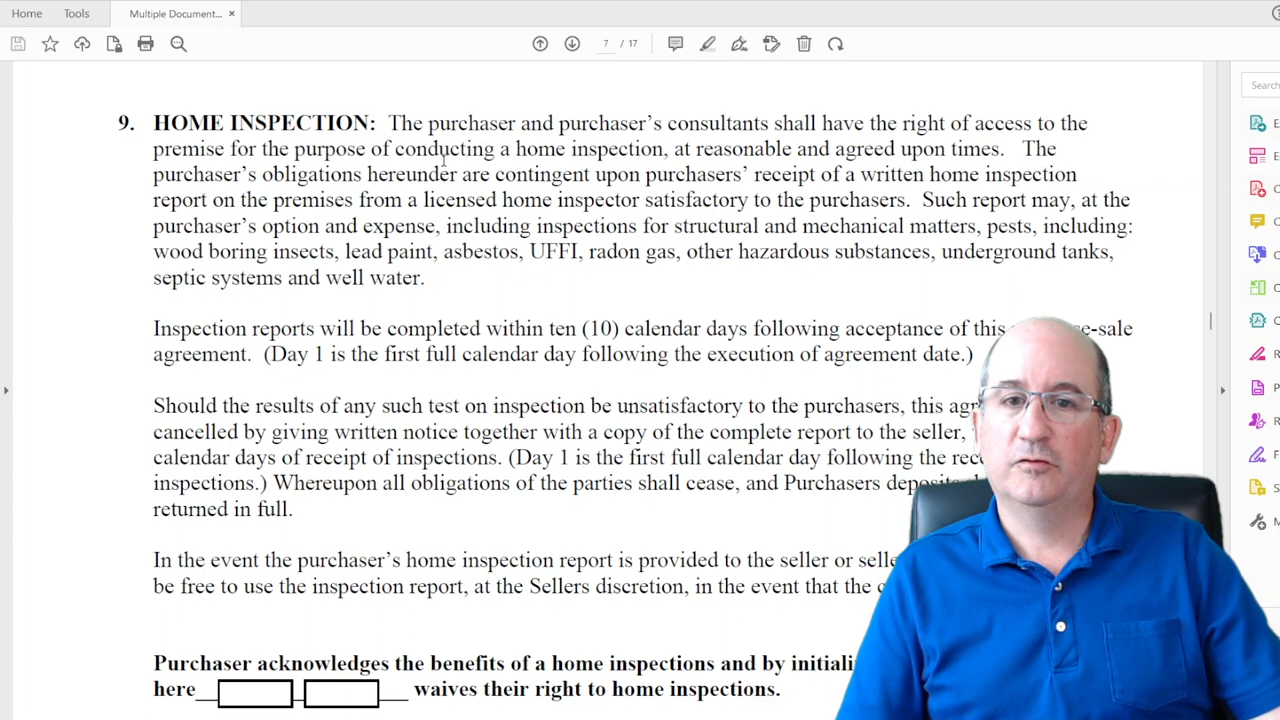 Home Tools Multiple Document... ×
7 / 17
Search
9. HOME INSPECTION: The purchaser and purchaser's consultants shall have the right of access to the
premise for the purpose of conducting a home inspection, at reasonable and agreed upon times. The
purchaser's obligations hereunder are contingent upon purchasers' receipt of a written home inspection
report on the premises from a licensed home inspector satisfactory to the purchasers. Such report may, at the
purchaser's option and expense, including inspections for structural and mechanical matters, pests, including:
wood boring insects, lead paint, asbestos, UFFI, radon gas, other hazardous substances, underground tanks,
septic systems and well water.
Inspection reports will be completed within ten (10) calendar days following acceptance of this e-sale
agreement. (Day 1 is the first full calendar day following the execution of agreement date.)
Should the results of any such test on inspection be unsatisfactory to the purchasers, this
cancelled by giving written notice together with a copy of the complete report to the seller,
calendar days of receipt of inspections. (Day 1 is the first full calendar day following the
inspections.) Whereupon all obligations of the parties shall cease, and Purchasers
returned in full.
In the event the purchaser's home inspection report is provided to the seller or
be free to use the inspection report, at the Sellers discretion, in the event that the
Purchaser acknowledges the benefits of a home inspections and by
here waives their right to home inspections.